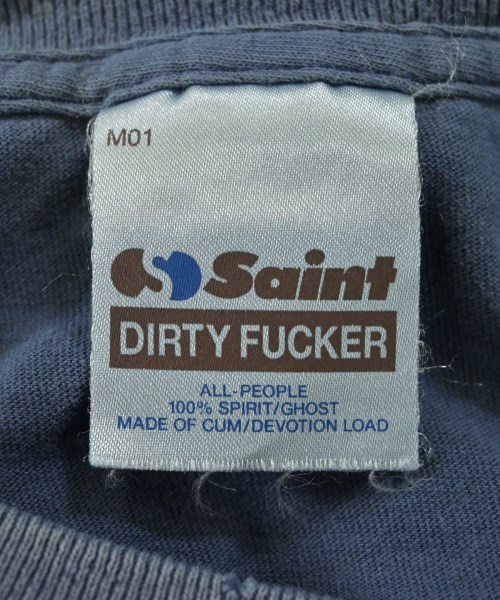 M01
Saint
DIRTY FUCKER
ALL-PEOPLE
100% SPIRIT/GHOST
MADE OF CUM/DEVOTION LOAD